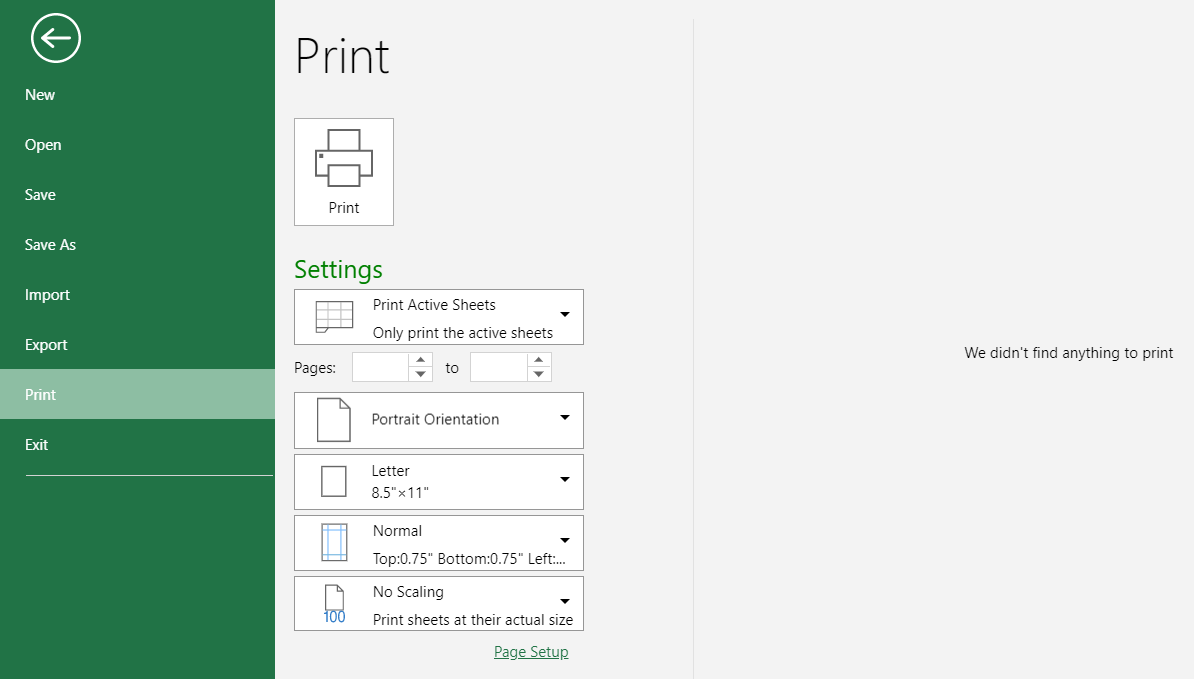 New
Open
Save
Save As
Import
Export
Print
Exit
Print
Print
Settings
Print Active Sheets
Only print the active sheets
Pages:
to
Portrait Orientation
Letter
8.5"×11"
Normal
Top:0.75" Bottom:0.75" Left:...
100
No Scaling
Print sheets at their actual size
Page Setup
We didn't find anything to print